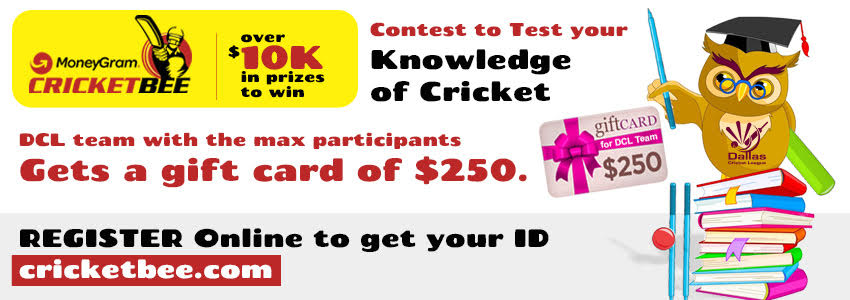 MoneyGram
CRICKETBEE
over
$10K
in prizes
to win
Contest to Test your
Knowledge
of Cricket
DCL team with the max participants
Gets a gift card of $250.
giftCARD
for DCL Team
$250
Dallas
Cricket League
REGISTER Online to get your ID
cricketbee.com